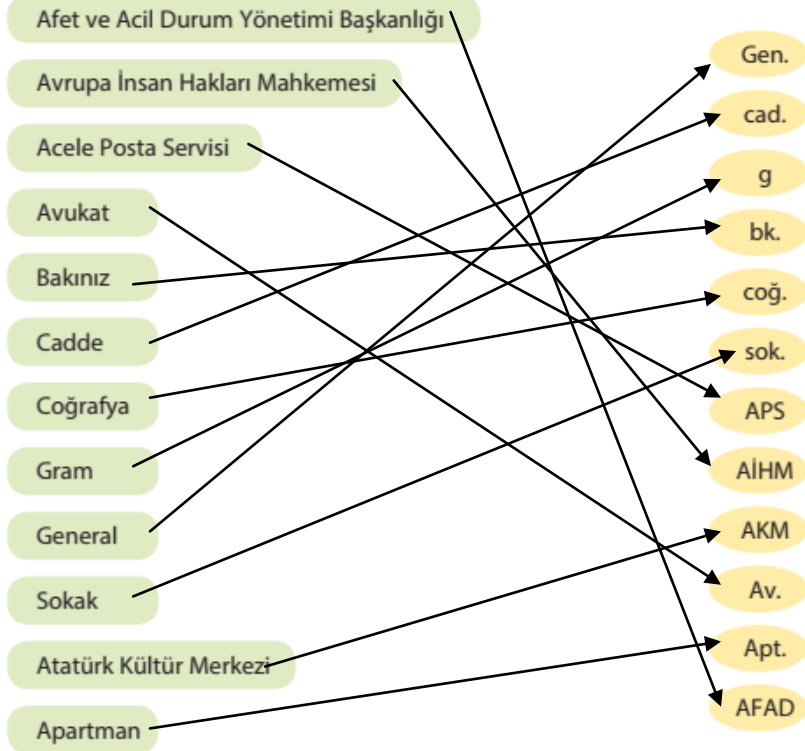 Afet ve Acil Durum Yönetimi Başkanlığı
Avrupa İnsan Hakları Mahkemesi
Acele Posta Servisi
Avukat
Bakınız
Cadde
Coğrafya
Gram
General
Sokak
Atatürk Kültür Merkezi
Apartman
Gen.
cad.
g
bk.
coğ.
sok.
APS
AİHM
AKM
Av.
Apt.
AFAD